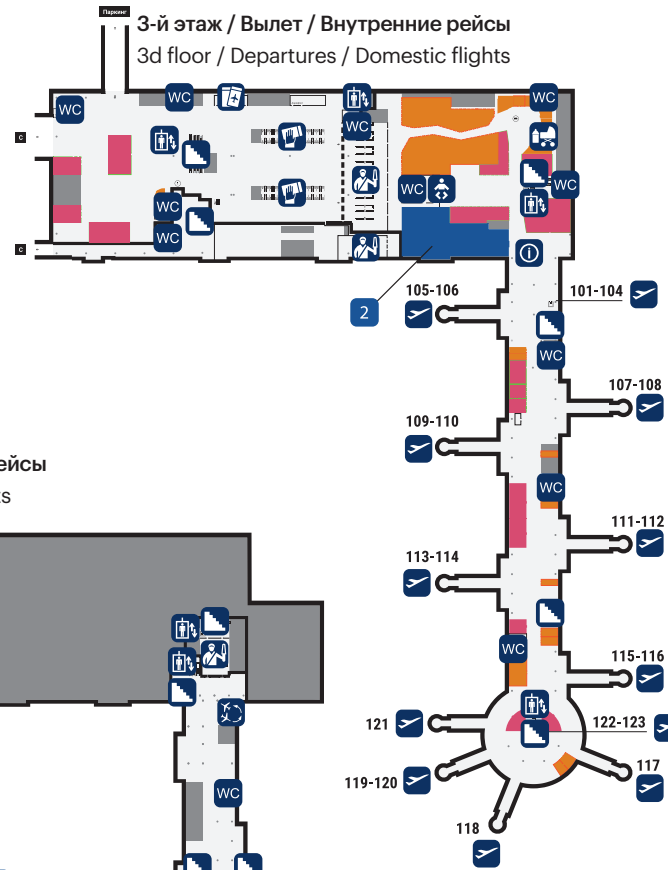 Паркинг
3-й этаж / Вылет / Внутренние рейсы
3d floor / Departures / Domestic flights
WC
WC
WC
WC
C
WC
WC
WC
WC
C
2
105-106
101-104
WC
107-108
109-110
ейсы
ts
WC
111-112
113-114
WC
115-116
121
122-123
119-120
117
WC
118